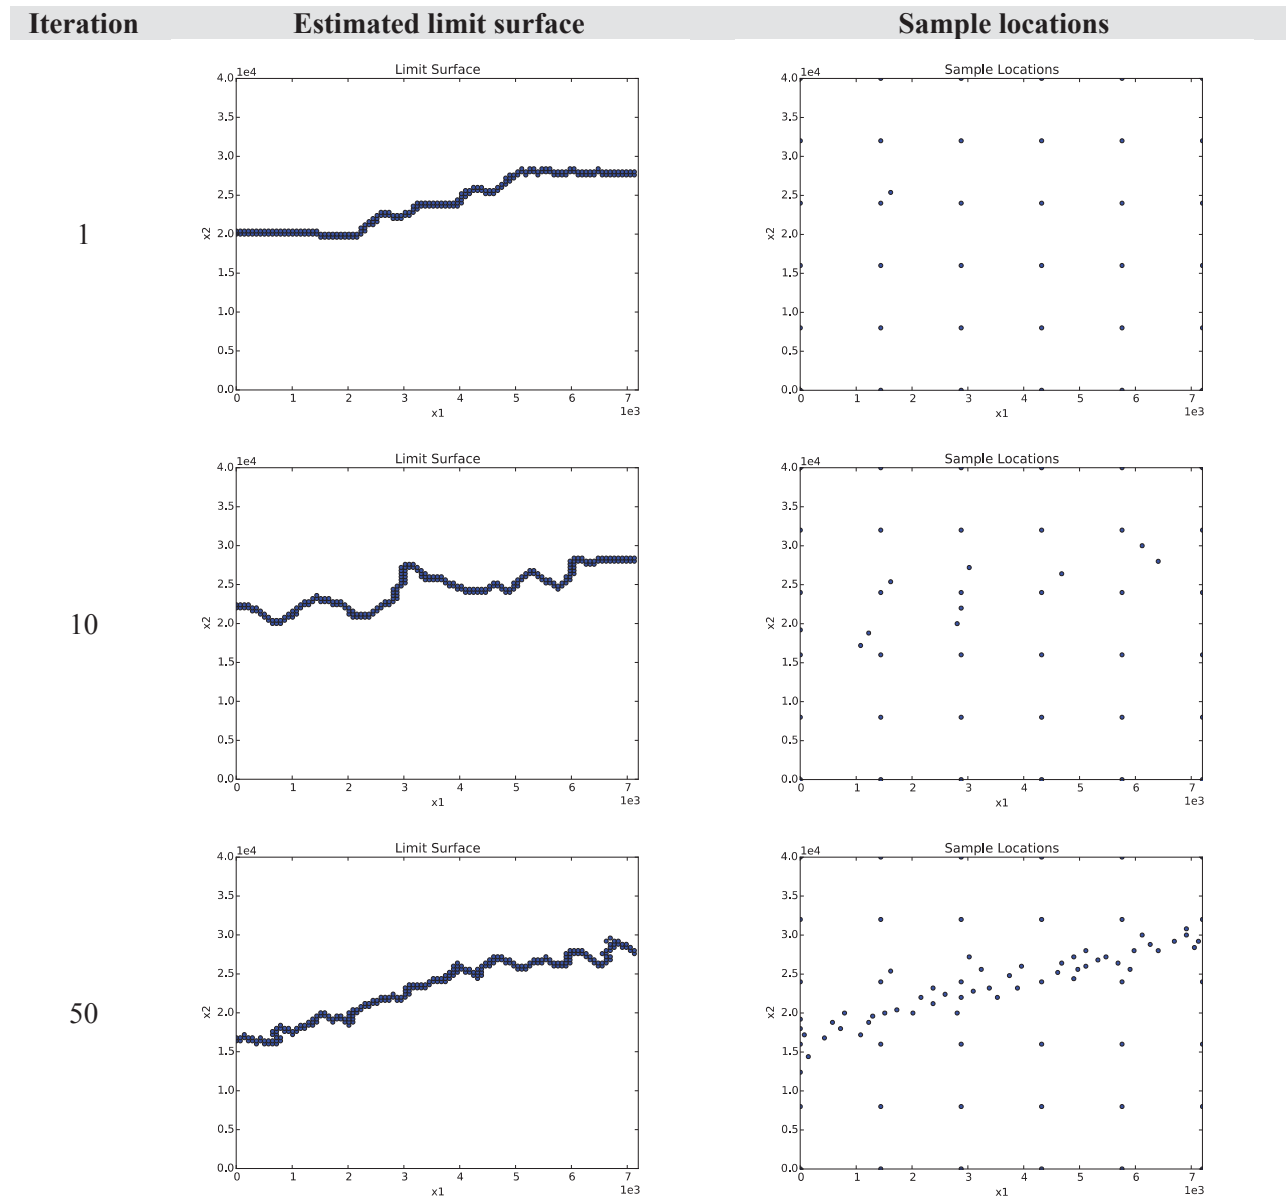 Iteration Estimated limit surface Sample locations
1
Limit Surface
1e4
4.0
3.5
3.0
2.5
2.0
1.5
1.0
0.5
0.0
x2
0 1 2 3 4 5 6 7
1e3
x1
Sample Locations
1e4
4.0
3.5
3.0
2.5
2.0
1.5
1.0
0.5
0.0
x2
0 1 2 3 4 5 6 7
1e3
x1
10
Limit Surface
1e4
4.0
3.5
3.0
2.5
2.0
1.5
1.0
0.5
0.0
x2
0 1 2 3 4 5 6 7
1e3
x1
Sample Locations
1e4
4.0
3.5
3.0
2.5
2.0
1.5
1.0
0.5
0.0
x2
0 1 2 3 4 5 6 7
1e3
x1
50
Limit Surface
1e4
4.0
3.5
3.0
2.5
2.0
1.5
1.0
0.5
0.0
x2
0 1 2 3 4 5 6 7
1e3
x1
Sample Locations
1e4
4.0
3.5
3.0
2.5
2.0
1.5
1.0
0.5
0.0
x2
0 1 2 3 4 5 6 7
1e3
x1